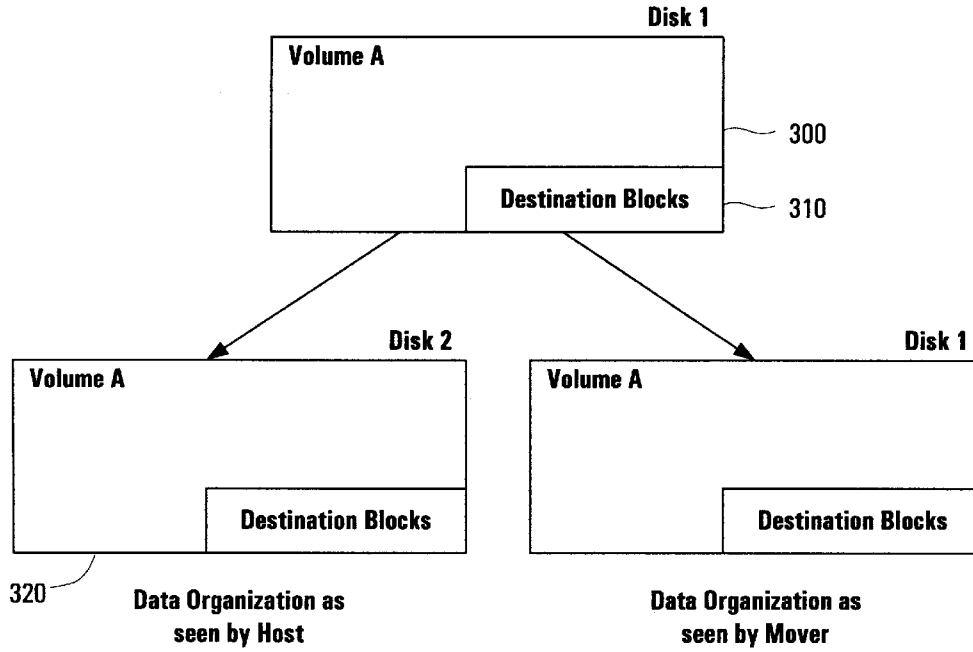 Disk 1
Volume A
300
Destination Blocks
310
Disk 2
Disk 1
Volume A
Volume A
Destination Blocks
Destination Blocks
320
Data Organization as
seen by Host
Data Organization as
seen by Mover